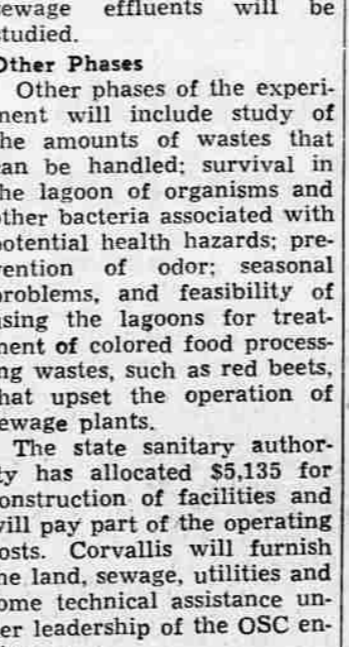 sewage effluents will be
studied.
Other Phases
Other phases of the experi-
ment will include study of
the amounts of wastes that
can be handled; survival in
the lagoon of organisms and
other bacteria associated with
potential health hazards; pre-
vention of odor; seasonal
problems, and feasibility of
using the lagoons for treat-
ment of colored food process-
ing wastes, such as red beets,
that upset the operation of
sewage plants.
The state sanitary author-
ity has allocated $5,135 for
construction of facilities and
will pay part of the operating
costs. Corvallis will furnish
the land, sewage, utilities and
some technical assistance un-
der leadership of the OSC en-